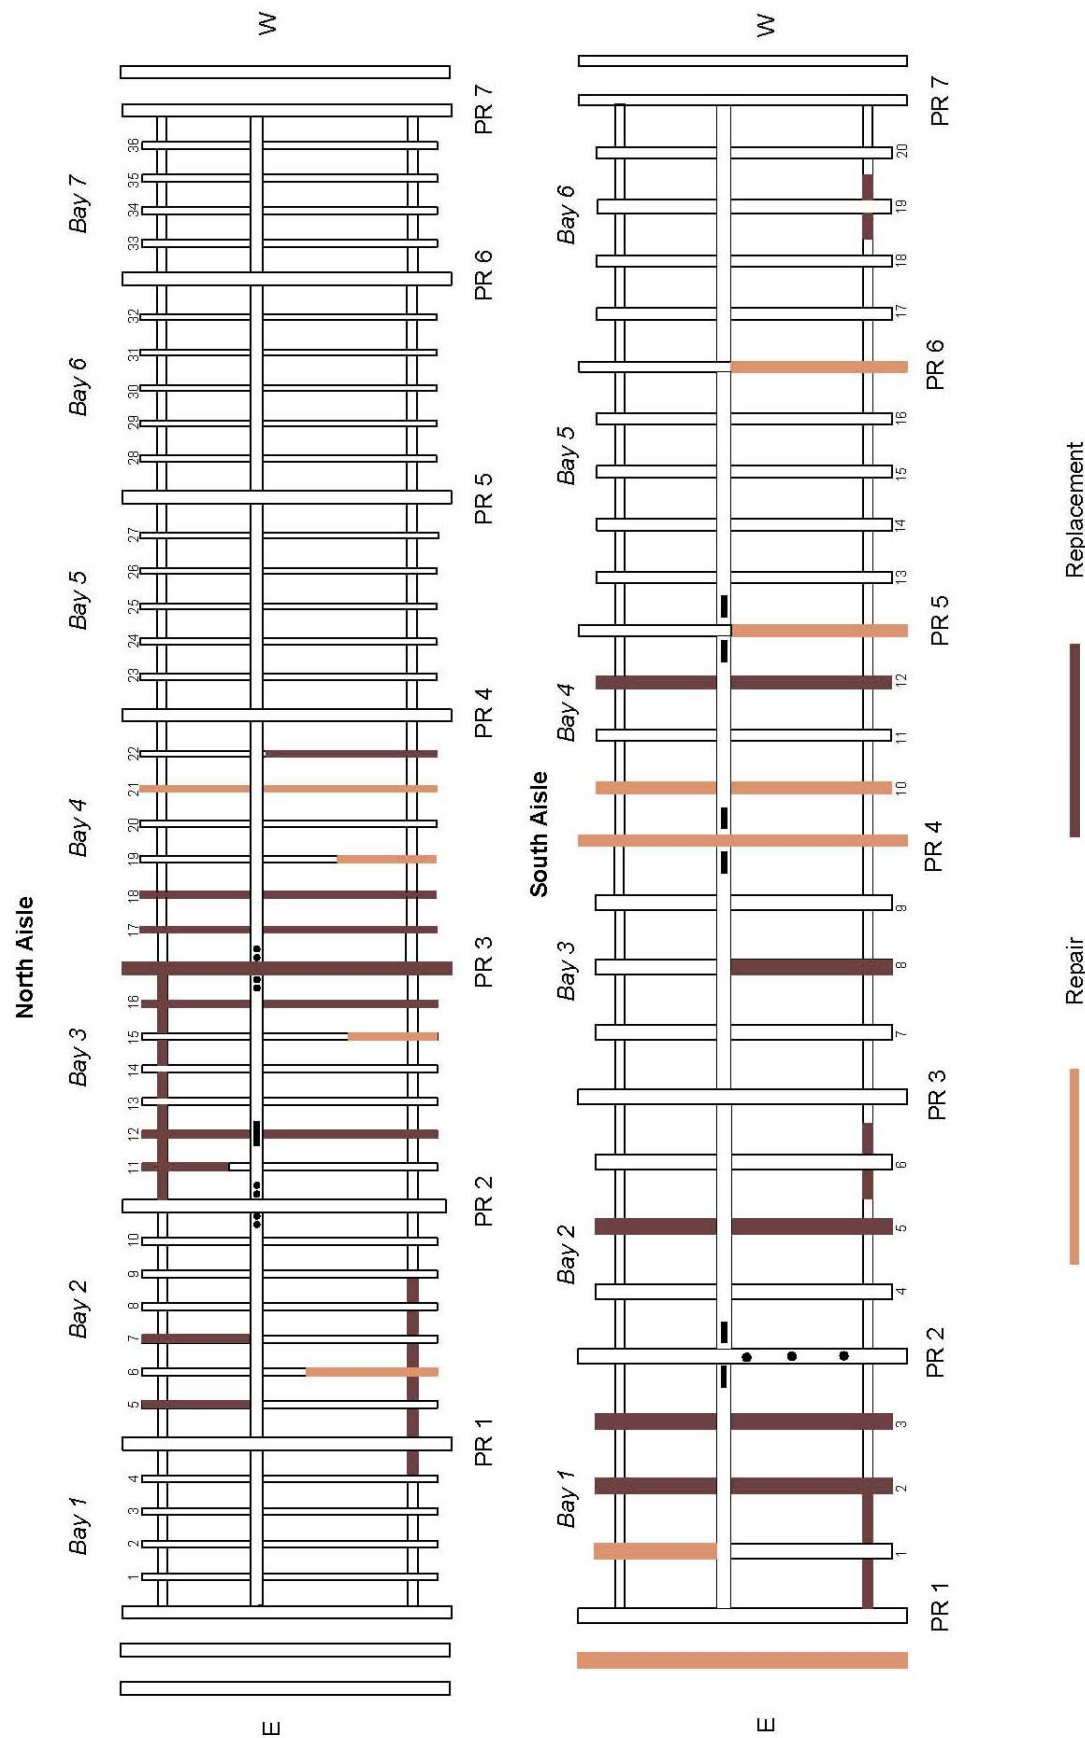 North Aisle
Bay 1 Bay 2 Bay 3 Bay 4 Bay 5 Bay 6 Bay 7
1 2 3 4 5 6 7 8 9 10 11 12 13 14 15 16 17 18 19 20 21 22 23 24 25 26 27 28 29 30 31 32 33 34 35 36
E W
PR 1 PR 2 PR 3 PR 4 PR 5 PR 6 PR 7
South Aisle
Bay 1 Bay 2 Bay 3 Bay 4 Bay 5 Bay 6
E W
1 2 3 4 5 6 7 8 9 10 11 12 13 14 15 16 17 18 19 20
PR 1 PR 2 PR 3 PR 4 PR 5 PR 6 PR 7
Repair Replacement